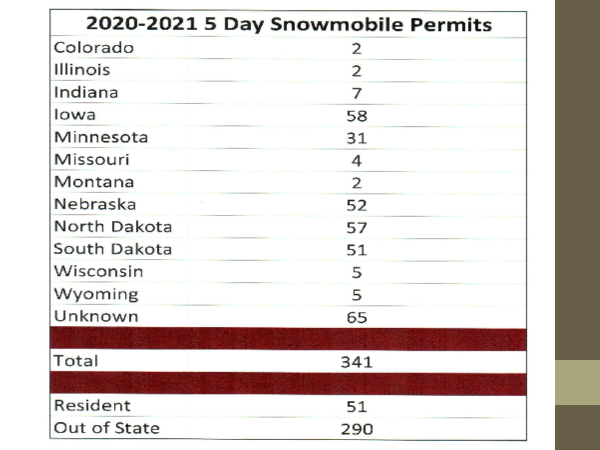 2020-2021 5 Day Snowmobile Permits
Colorado 2
Illinois 2
Indiana 7
Iowa 58
Minnesota 31
Missouri 4
Montana 2
Nebraska 52
North Dakota 57
South Dakota 51
Wisconsin 5
Wyoming 5
Unknown 65
Total 341
Resident 51
Out of State 290